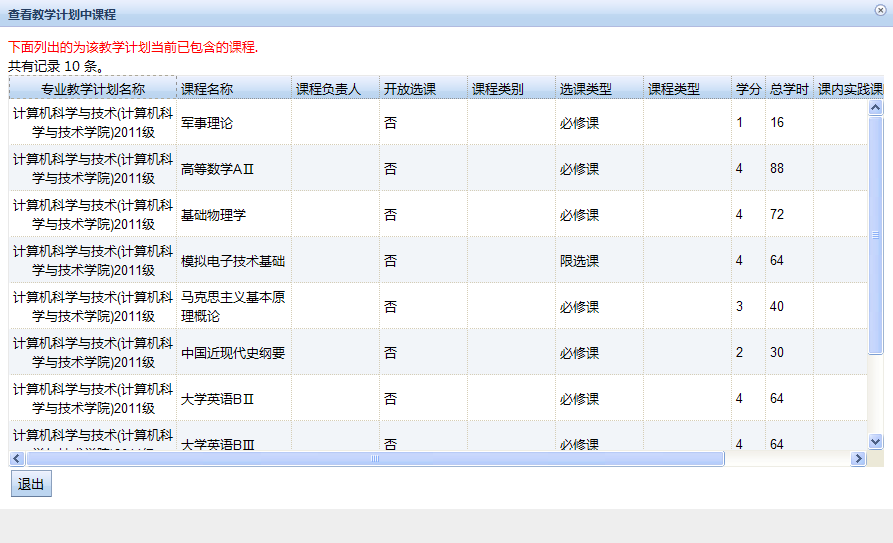 查看教学计划中课程
下面列出的为该教学计划当前已包含的课程.
共有记录 10 条。
专业教学计划名称 课程名称 课程负责人 开放选课 课程类别 选课类型 课程类型 学分 总学时 课内实践课
计算机科学与技术(计算机科
学与技术学院)2011级 军事理论 否 必修课 1 16
计算机科学与技术(计算机科
学与技术学院)2011级 高等数学AⅡ 否 必修课 4 88
计算机科学与技术(计算机科
学与技术学院)2011级 基础物理学 否 必修课 4 72
计算机科学与技术(计算机科
学与技术学院)2011级 模拟电子技术基础 否 限选课 4 64
计算机科学与技术(计算机科
学与技术学院)2011级 马克思主义基本原
理概论 否 必修课 3 40
计算机科学与技术(计算机科
学与技术学院)2011级 中国近现代史纲要 否 必修课 2 30
计算机科学与技术(计算机科
学与技术学院)2011级 大学英语BⅡ 否 必修课 4 64
计算机科学与技术(计算机科
学与技术学院)2011级 大学英语BⅢ 否 必修课 4 64
退出